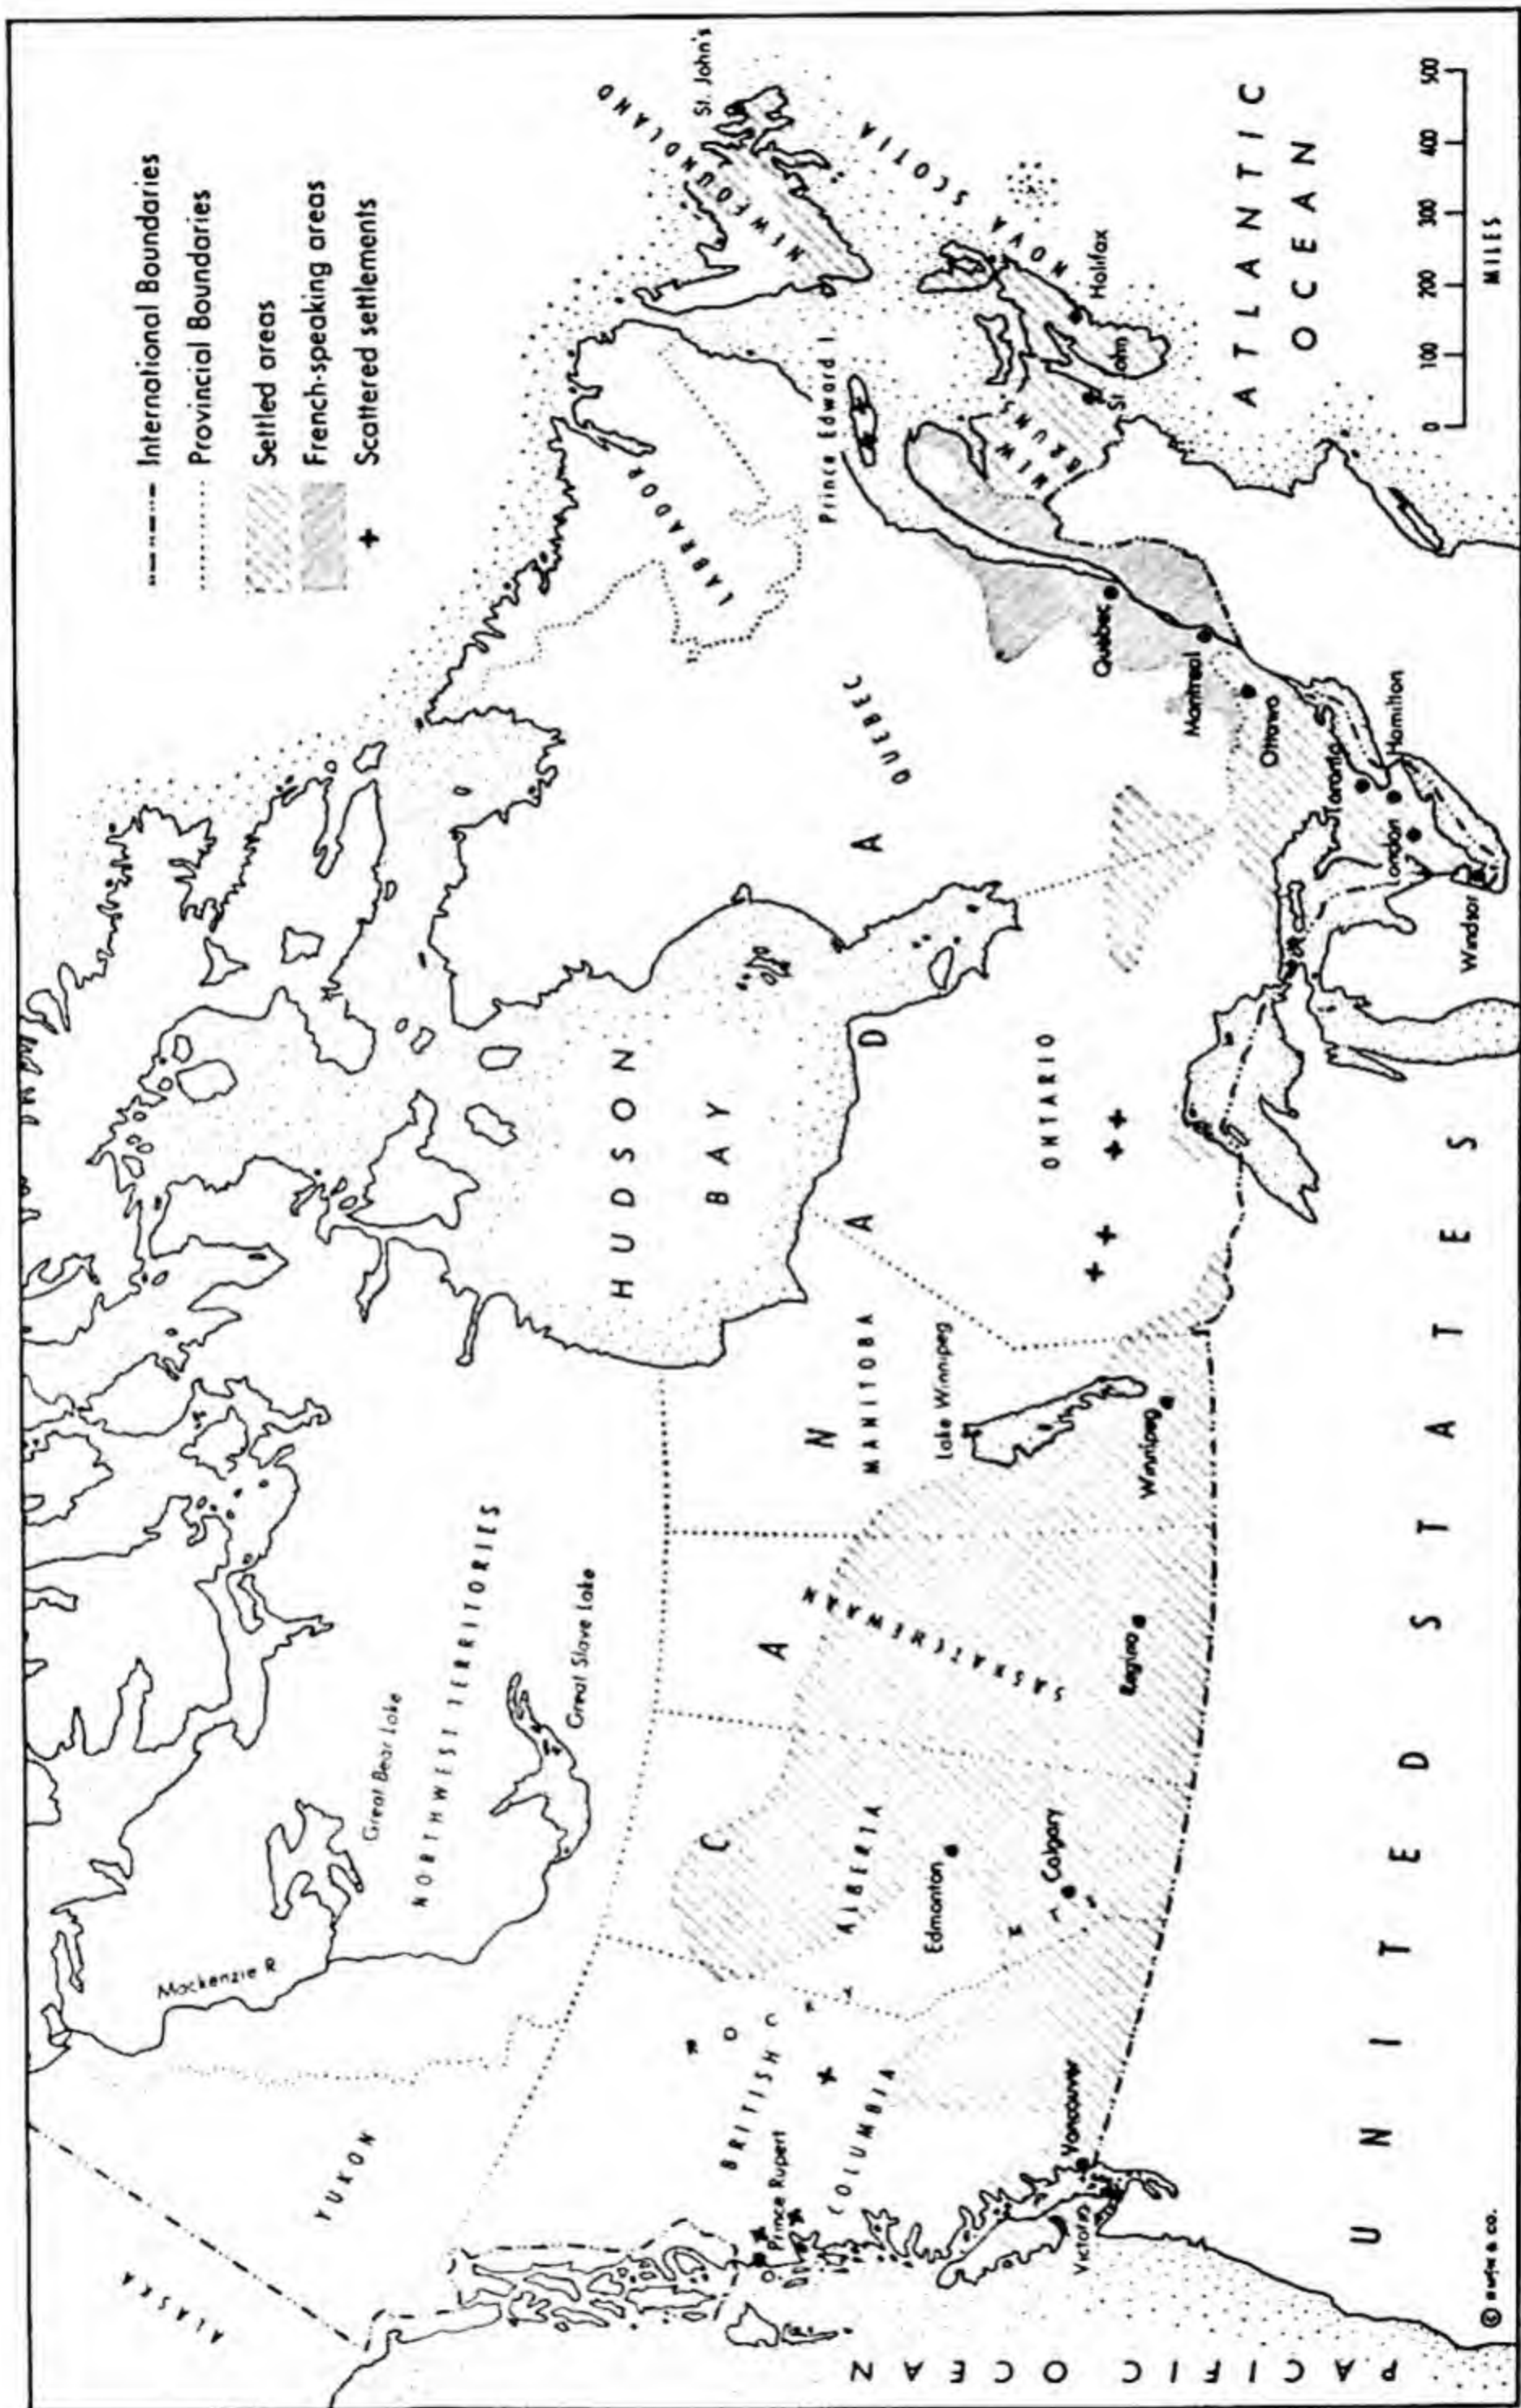 International Boundaries
Provincial Boundaries
Settled areas
French-speaking areas
Scattered settlements
ALASKA
YUKON
Mackenzie R
Great Bear Lake
NORTHWEST TERRITORIES
Great Slave Lake
HUDSON
BAY
LABRADOR
NEWFOUNDLAND
St. John's
CANADA
BRITISH
COLUMBIA
Prince Rupert
ALBERTA
Edmonton
Calgary
SASKATCHEWAN
Regina
MANITOBA
Lake Winnipeg
Winnipeg
ONTARIO
QUEBEC
Quebec
Montreal
Ottawa
Toronto
Hamilton
London
Windsor
Prince Edward I.
NEW
BRUNS
St. John
NOVA SCOTIA
Halifax
Vancouver
Victoria
PACIFIC OCEAN
ATLANTIC
OCEAN
UNITED STATES
0 100 200 300 400 500
MILES